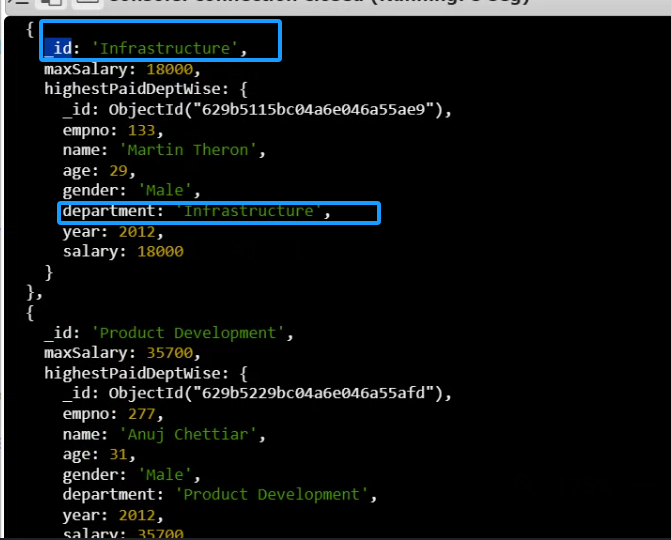 Console: connection closed (Running: 0 seg)
{
_id: 'Infrastructure',
maxSalary: 18000,
highestPaidDeptWise: {
_id: ObjectId("629b5115bc04a6e046a55ae9"),
empno: 133,
name: 'Martin Theron',
age: 29,
gender: 'Male',
department: 'Infrastructure',
year: 2012,
salary: 18000
}
},
{
_id: 'Product Development',
maxSalary: 35700,
highestPaidDeptWise: {
_id: ObjectId("629b5229bc04a6e046a55afd"),
empno: 277,
name: 'Anuj Chettiar',
age: 31,
gender: 'Male',
department: 'Product Development',
year: 2012,
salary: 35700